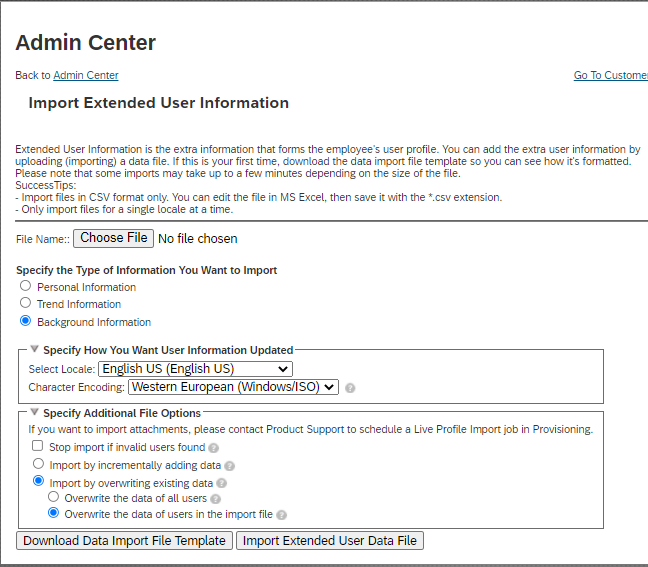 Admin Center
Back to Admin Center
Go To Custome
Import Extended User Information
Extended User Information is the extra information that forms the employee's user profile. You can add the extra user information by
uploading (importing) a data file. If this is your first time, download the data import file template so you can see how it's formatted.
Please note that some imports may take up to a few minutes depending on the size of the file.
SuccessTips:
- Import files in CSV format only. You can edit the file in MS Excel, then save it with the *.csv extension.
- Only import files for a single locale at a time.
File Name:: Choose File No file chosen
Specify the Type of Information You Want to Import
Personal Information
Trend Information
Background Information
Specify How You Want User Information Updated
Select Locale: English US (English US)
Character Encoding: Western European (Windows/ISO) ?
Specify Additional File Options
If you want to import attachments, please contact Product Support to schedule a Live Profile Import job in Provisioning.
Stop import if invalid users found ?
Import by incrementally adding data ?
Import by overwriting existing data ?
Overwrite the data of all users ?
Overwrite the data of users in the import file ?
Download Data Import File Template Import Extended User Data File